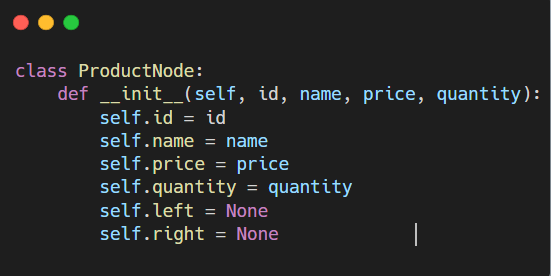 class ProductNode:
    def __init__(self, id, name, price, quantity):
        self.id = id
        self.name = name
        self.price = price
        self.quantity = quantity
        self.left = None
        self.right = None